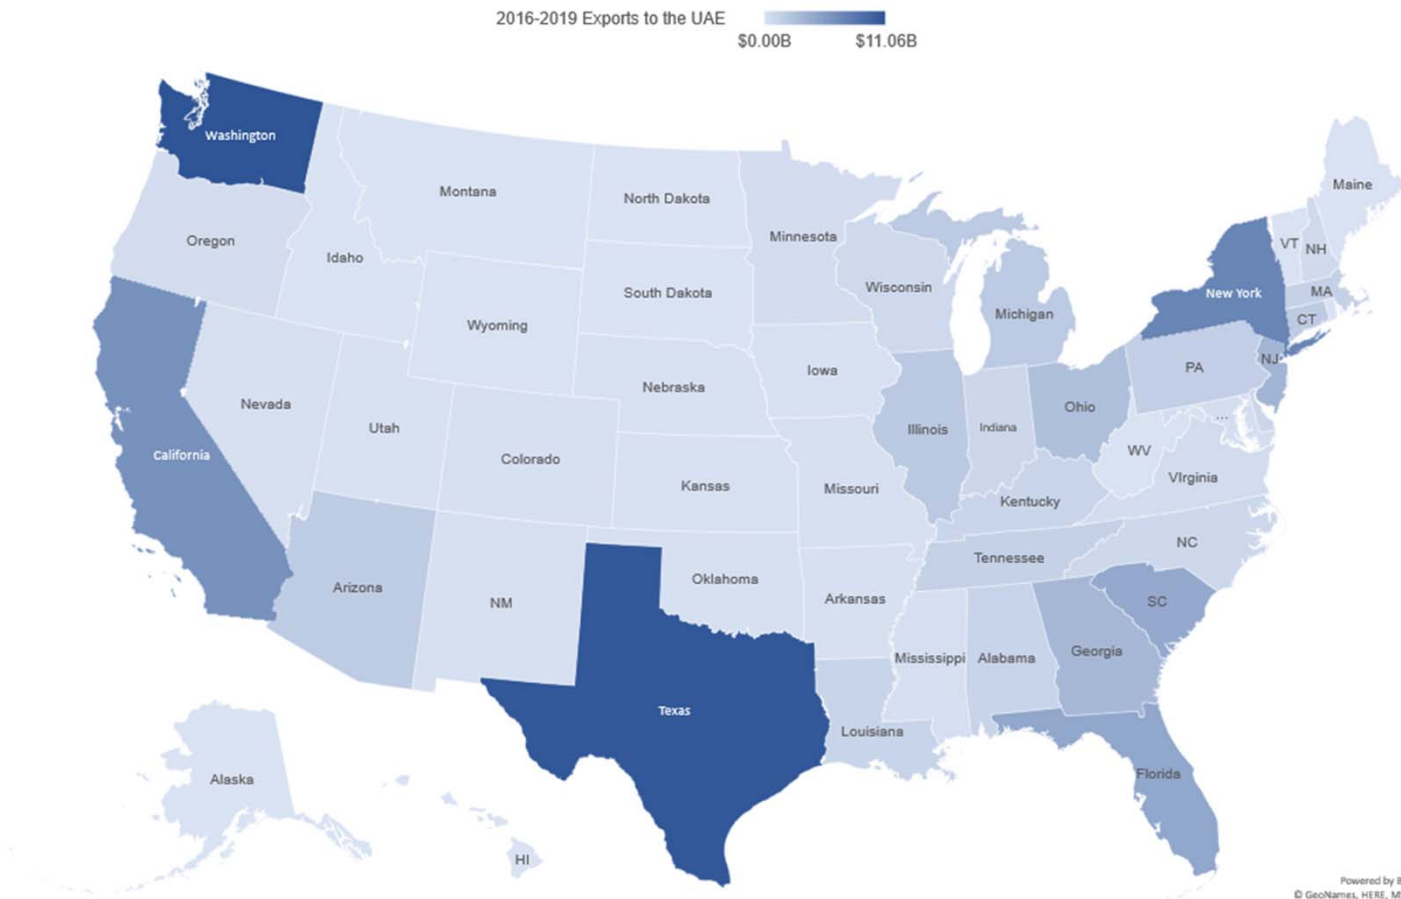 2016-2019 Exports to the UAE
$0.00B $11.06B
Washington
Montana
North Dakota
Minnesota
Maine
Oregon
Idaho
VT
NH
South Dakota
Wisconsin
Michigan
New York
MA
CT
Wyoming
Iowa
PA
NJ
Nebraska
Nevada
Utah
Ohio
...
Illinois
Indiana
California
Colorado
WV
Virginia
Kansas
Missouri
Kentucky
NC
Tennessee
Arizona
NM
Oklahoma
Arkansas
SC
Mississippi
Alabama
Georgia
Texas
Louisiana
Florida
Alaska
HI
Powered by B
© GeoNames, HERE,